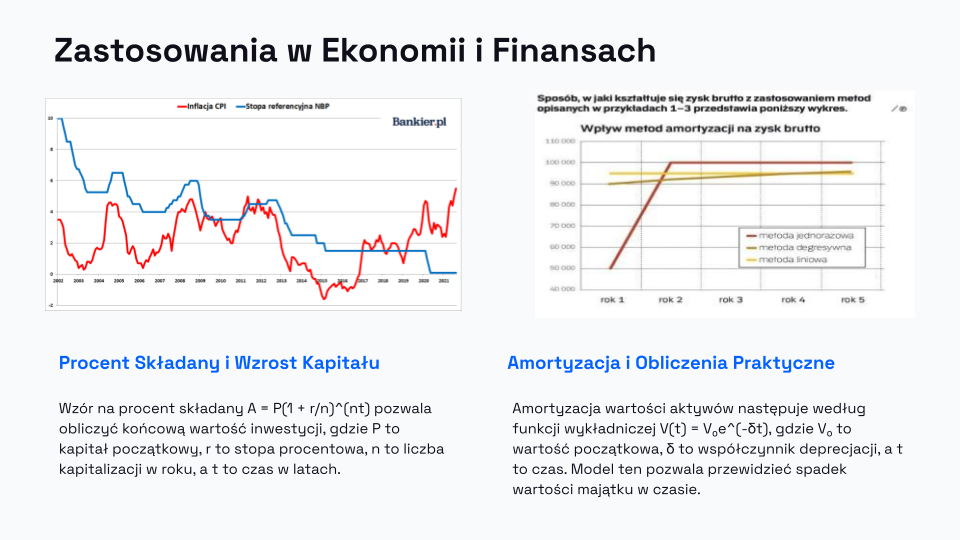 Zastosowania w Ekonomii i Finansach
Inflacja CPI
Stopa referencyjna NBP
Bankier.pl
10
8
6
4
2
0
-2
2002 2003 2004 2005 2006 2007 2008 2009 2010 2011 2012 2013 2014 2015 2016 2017 2018 2019 2020 2021
Sposób, w jaki kształtuje się zysk brutto z zastosowaniem metod
opisanych w przykładach 1–3 przedstawia poniższy wykres.
Wpływ metod amortyzacji na zysk brutto
110 000
100 000
90 000
80 000
70 000
60 000
50 000
40 000
metoda jednorazowa
metoda degresywna
metoda liniowa
rok 1 rok 2 rok 3 rok 4 rok 5
Procent Składany i Wzrost Kapitału
Wzór na procent składany A = P(1 + r/n)^(nt) pozwala
obliczyć końcową wartość inwestycji, gdzie P to
kapitał początkowy, r to stopa procentowa, n to liczba
kapitalizacji w roku, a t to czas w latach.
Amortyzacja i Obliczenia Praktyczne
Amortyzacja wartości aktywów następuje według
funkcji wykładniczej V(t) = V₀e^(-δt), gdzie V₀ to
wartość początkowa, δ to współczynnik deprecjacji, a t
to czas. Model ten pozwala przewidzieć spadek
wartości majątku w czasie.